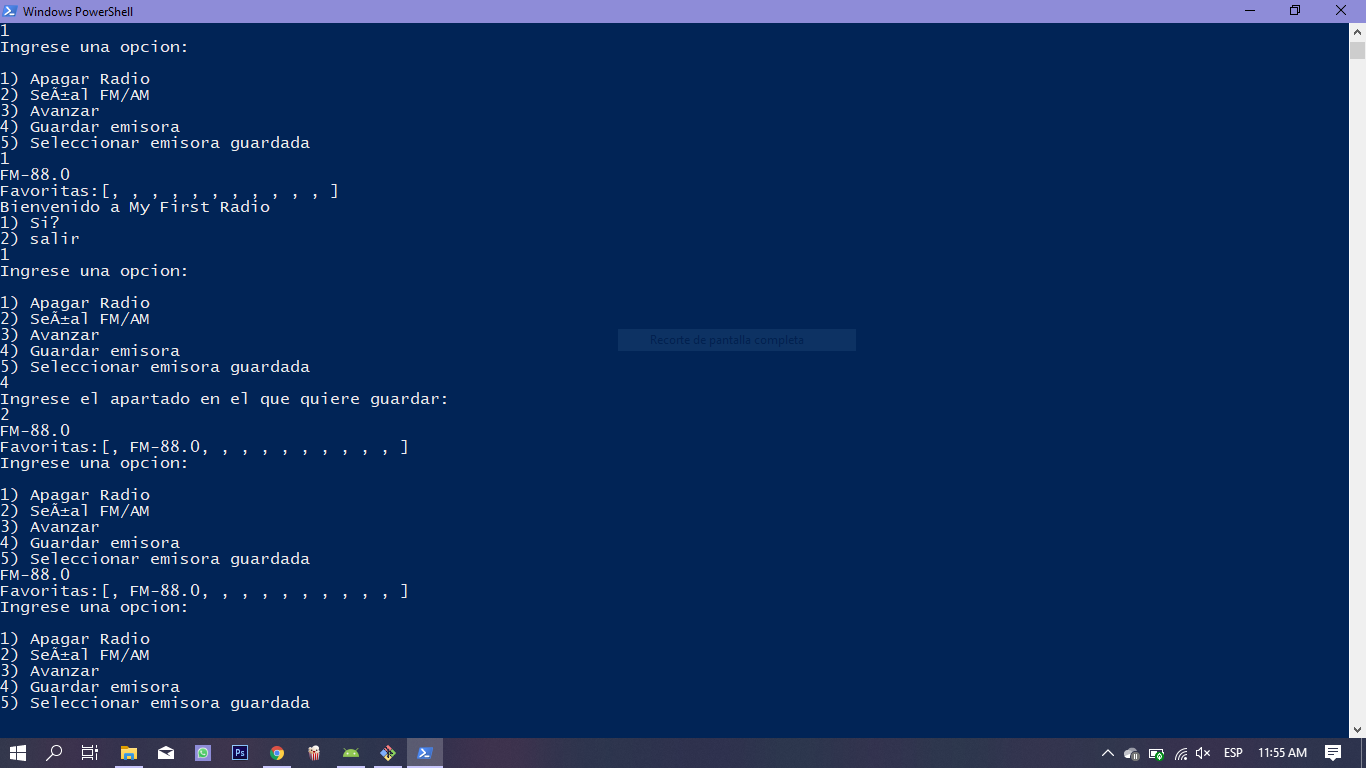 Windows PowerShell
1
Ingrese una opcion:
1) Apagar Radio
2) SeÃ±al FM/AM
3) Avanzar
4) Guardar emisora
5) Seleccionar emisora guardada
1
FM-88.0
Favoritas:[, , , , , , , , , , , ]
Bienvenido a My First Radio
1) Si?
2) salir
1
Ingrese una opcion:
1) Apagar Radio
2) SeÃ±al FM/AM
3) Avanzar
4) Guardar emisora
5) Seleccionar emisora guardada
Recorte de pantalla completa
4
Ingrese el apartado en el que quiere guardar:
2
FM-88.0
Favoritas:[, FM-88.0, , , , , , , , , , ]
Ingrese una opcion:
1) Apagar Radio
2) SeÃ±al FM/AM
3) Avanzar
4) Guardar emisora
5) Seleccionar emisora guardada
FM-88.0
Favoritas:[, FM-88.0, , , , , , , , , , ]
Ingrese una opcion:
1) Apagar Radio
2) SeÃ±al FM/AM
3) Avanzar
4) Guardar emisora
5) Seleccionar emisora guardada
Ps
ESP
11:55 AM